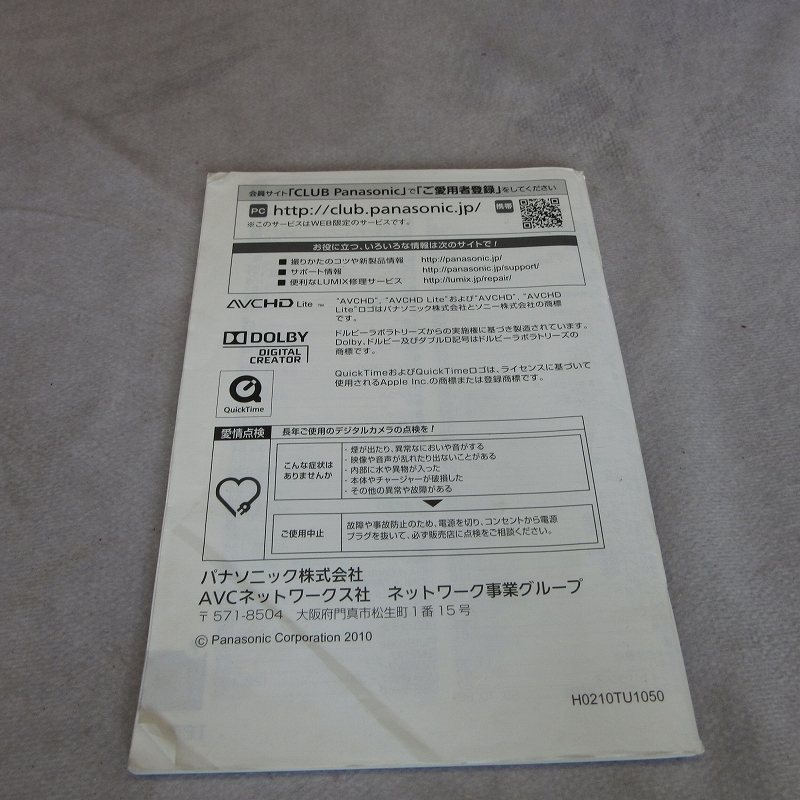 会員サイト「CLUB Panasonic」で「ご愛用者登録」をしてください
PC http://club.panasonic.jp/ 携帯
※このサービスはWEB限定のサービスです。
お役に立つ、いろいろな情報は次のサイトで!
■ 撮りかたのコツや新製品情報 http://panasonic.jp/
■ サポート情報 http://panasonic.jp/support/
■ 便利なLUMIX修理サービス http://lumix.jp/repair/
AVCHD Lite ™
“AVCHD”、“AVCHD Lite”および“AVCHD”、“AVCHD
Lite”ロゴはパナソニック株式会社とソニー株式会社の商標
です。
DOLBY
DIGITAL
CREATOR
ドルビーラボラトリーズからの実施権に基づき製造されています。
Dolby、ドルビー及びダブルD記号はドルビーラボラトリーズの
商標です。
QuickTime
QuickTimeおよびQuickTimeロゴは、ライセンスに基づいて
使用されるApple Inc.の商標または登録商標です。
愛情点検 長年ご使用のデジタルカメラの点検を!
こんな症状は
ありませんか
・煙が出たり、異常なにおいや音がする
・映像や音声が乱れたり出ないことがある
・内部に水や異物が入った
・本体やチャージャーが破損した
・その他の異常や故障がある
ご使用中止
故障や事故防止のため、電源を切り、コンセントから電源
プラグを抜いて、必ず販売店に点検をご相談ください。
パナソニック株式会社
AVCネットワークス社 ネットワーク事業グループ
〒571-8504 大阪府門真市松生町1番15号
© Panasonic Corporation 2010
H0210TU1050